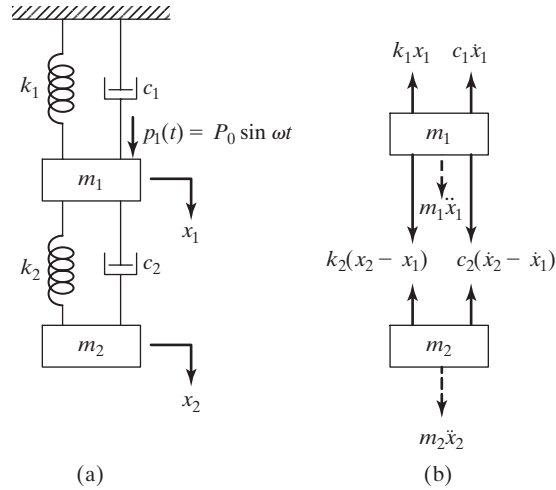 k₁
c₁
p₁(t) = P₀ sin ωt
m₁
x₁
k₂
c₂
m₂
x₂
(a)
k₁x₁ c₁ẋ₁
m₁
m₁ẍ₁
k₂(x₂ − x₁) c₂(ẋ₂ − ẋ₁)
m₂
m₂ẍ₂
(b)